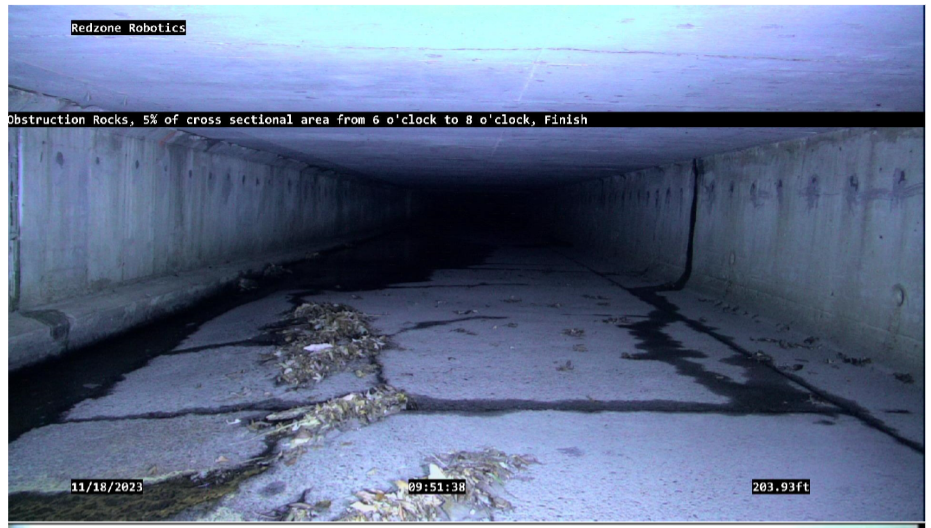 Redzone Robotics
Obstruction Rocks, 5% of cross sectional area from 6 o'clock to 8 o'clock, Finish
11/18/2023
09:51:38
203.93ft